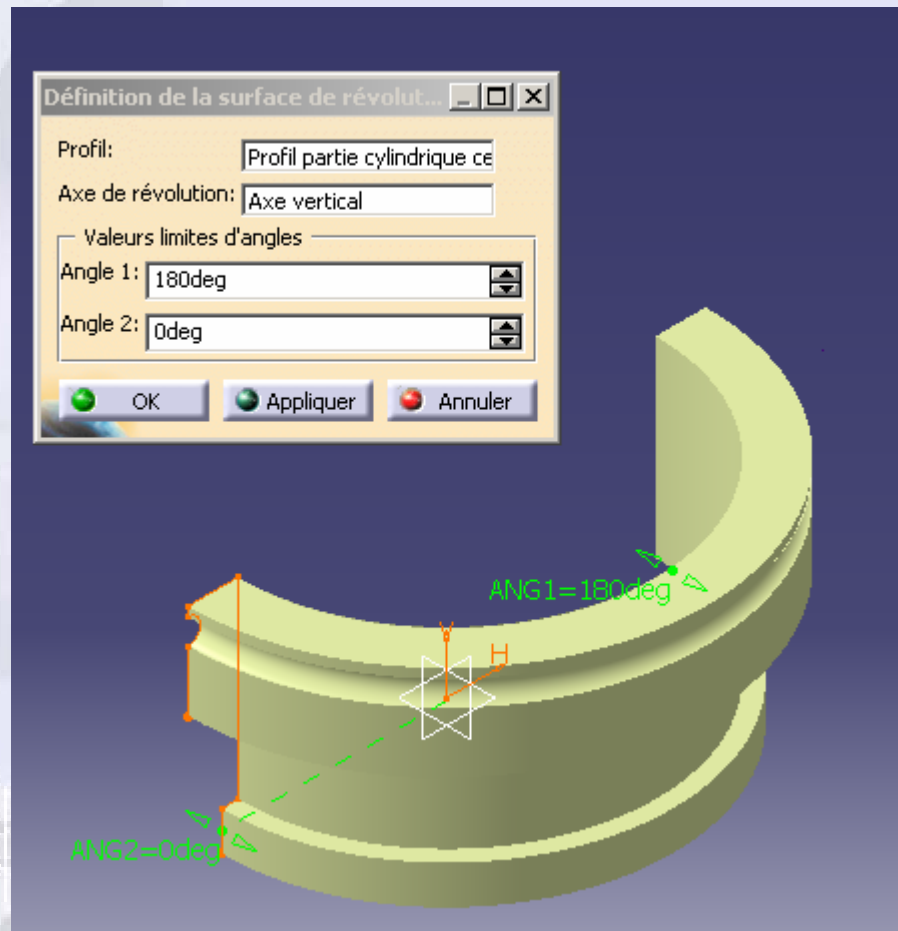 Définition de la surface de révolut...
Profil: Profil partie cylindrique ce
Axe de révolution: Axe vertical
Valeurs limites d'angles
Angle 1: 180deg
Angle 2: 0deg
OK Appliquer Annuler
ANG1=180deg
V
H
ANG2=0deg